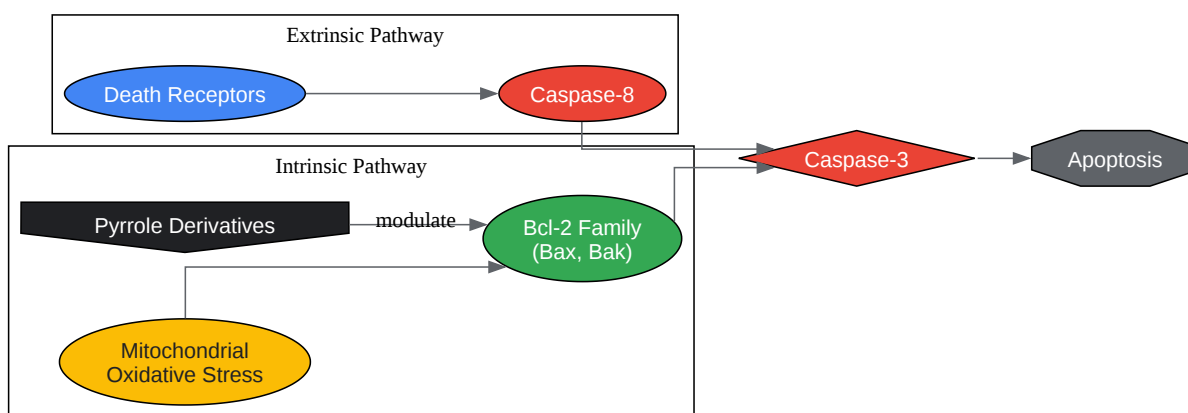 Extrinsic Pathway
Death Receptors
Caspase-8
Caspase-3
Apoptosis
Intrinsic Pathway
Pyrrole Derivatives
modulate
Bcl-2 Family
(Bax, Bak)
Mitochondrial
Oxidative Stress